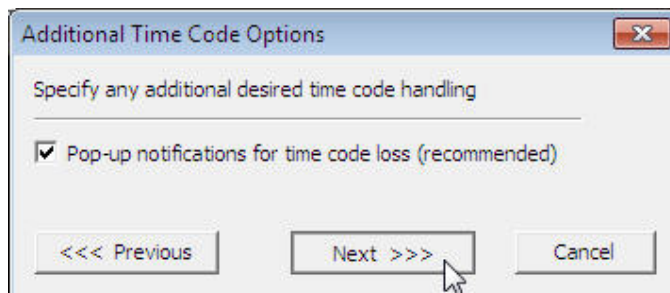 Additional Time Code Options
Specify any additional desired time code handling
Pop-up notifications for time code loss (recommended)
<<< Previous
Next >>>
Cancel